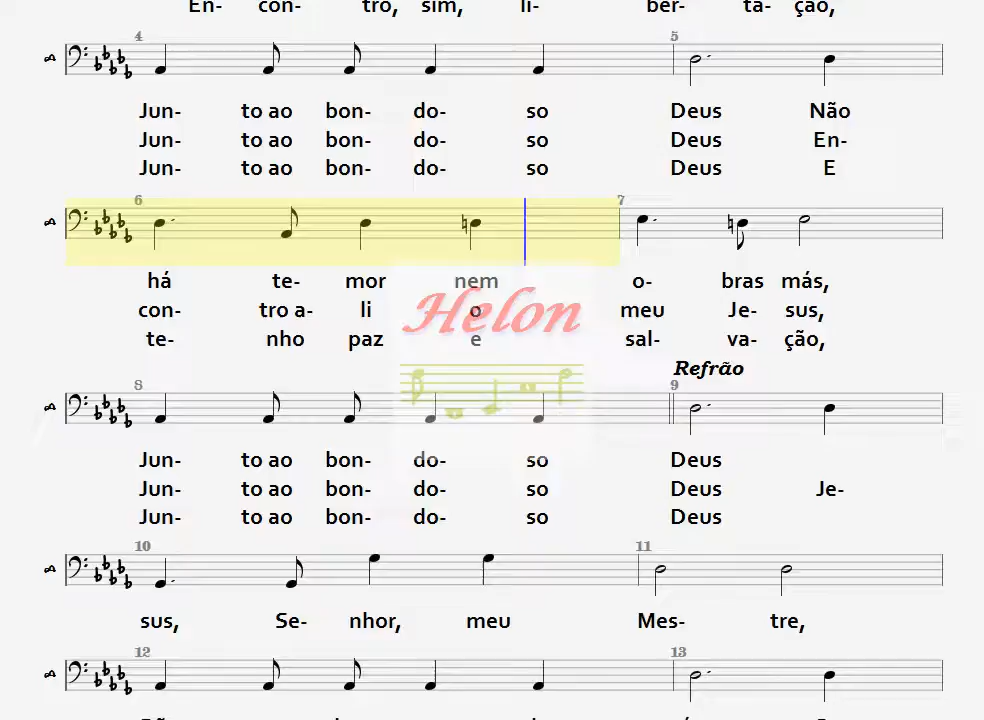 En- con- tro, sim, li- ber- ta- ção,
4 5
Jun- to ao bon- do- so Deus Não
Jun- to ao bon- do- so Deus En-
Jun- to ao bon- do- so Deus E
6 7
há te- mor nem o- bras más,
con- tro a- li o meu Je- sus,
te- nho paz e sal- va- ção,
Helon
Refrão
8 9
Jun- to ao bon- do- so Deus
Jun- to ao bon- do- so Deus Je-
Jun- to ao bon- do- so Deus
10 11
sus, Se- nhor, meu Mes- tre,
12 13